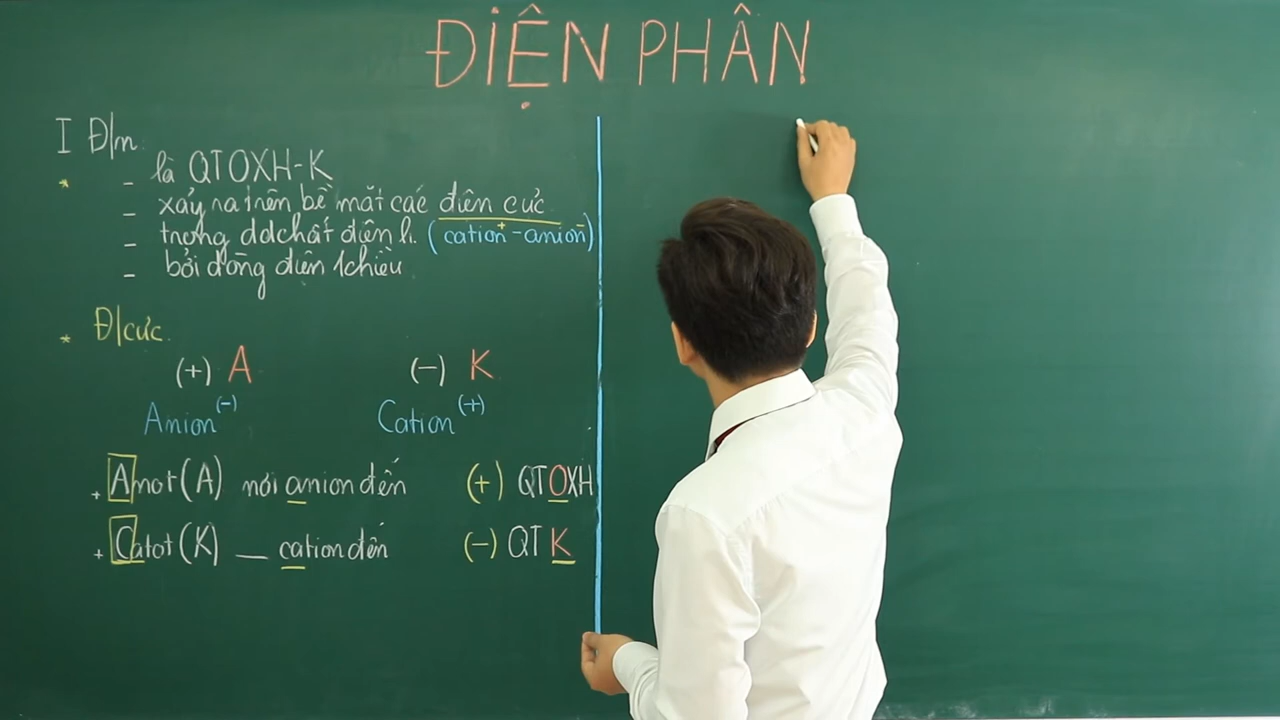 ĐIỆN PHÂN
I Đ/n
* - là QTOXH-K
- xảy ra trên bề mặt các điện cực
- trong ddchất điện li. (cation⁺ - anion⁻)
- bởi dòng điện 1chiều
* Đ/cực.
(+) A (-) K
Anion⁽⁻⁾ Cation⁽⁺⁾
+ Anot (A) nơi anion đến (+) QTOXH
+ Catot (K) — cation đến (-) QT K